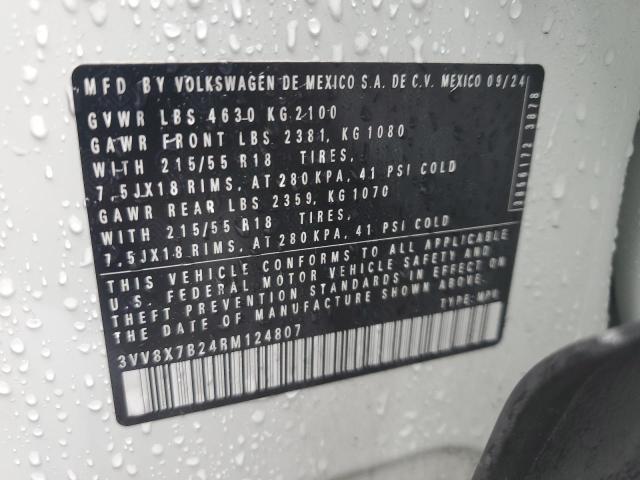 MFD BY VOLKSWAGEN DE MEXICO S.A. DE C.V. MEXICO 09/24
GVWR LBS 4630 KG 2100
GAWR FRONT LBS 2381, KG 1080
WITH 215/55 R18 TIRES,
7,5JX18 RIMS, AT 280KPA, 41 PSI COLD
GAWR REAR LBS 2359, KG 1070
WITH 215/55 R18 TIRES,
7,5JX18 RIMS, AT 280KPA, 41 PSI COLD
THIS VEHICLE CONFORMS TO ALL APPLICABLE
U.S. FEDERAL MOTOR VEHICLE SAFETY AND
THEFT PREVENTION STANDARDS IN EFFECT ON
THE DATE OF MANUFACTURE SHOWN ABOVE.
3VV8X7B24RM124807
TYPE: MPV